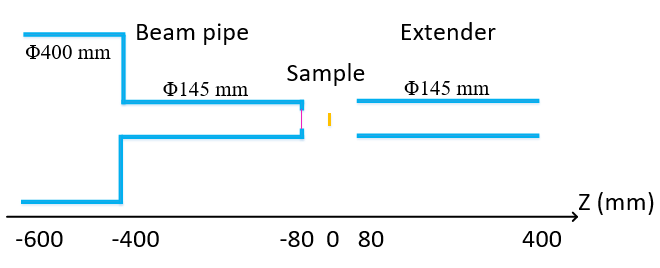 Beam pipe
Extender
Φ400 mm
Sample
Φ145 mm
Φ145 mm
Z (mm)
-600
-400
-80
0
80
400